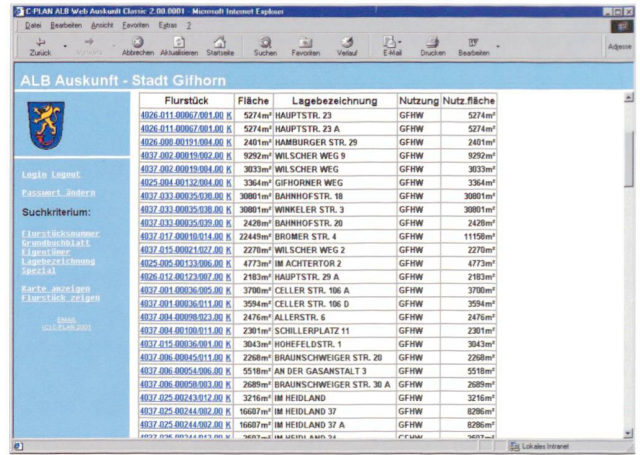 C-PLAN ALB Web Auskunft Classic 2.00.0001 - Microsoft Internet Explorer
Datei Bearbeiten Ansicht Favoriten Extras ?
Zurück Abbrechen Aktualisieren Startseite Suchen Favoriten Verlauf E-Mail Drucken Bearbeiten Adresse
ALB Auskunft - Stadt Gifhorn
Login Logout
Passwort ändern
Suchkriterium:
Flurstücksnummer
Grundbuchblatt
Eigentümer
Lagebezeichnung
Spezial
Karte anzeigen
Flurstück zeigen
EMAIL
(c) C-PLAN 2001
Flurstück Fläche Lagebezeichnung Nutzung Nutz.fläche
4026-011-00067/001.00 K 5274m² HAUPTSTR. 23 GFHW 5274m²
4026-011-00067/001.00 K 5274m² HAUPTSTR. 23 A GFHW 5274m²
4026-008-00191/004.00 K 2401m² HAMBURGER STR. 29 GFHW 2401m²
4037-002-00019/002.00 K 9292m² WILSCHER WEG 9 GFHW 9292m²
4037-002-00019/004.00 K 3033m² WILSCHER WEG GFHW 3033m²
4025-004-00132/004.00 K 3364m² GIFHORNER WEG GFHW 3364m²
4037-033-00035/038.00 K 30801m² BAHNHOFSTR. 18 GFHW 30801m²
4037-033-00035/038.00 K 30801m² WINKELER STR. 3 GFHW 30801m²
4037-033-00035/039.00 K 2428m² BAHNHOFSTR. 20 GFHW 2428m²
4037-017-00010/014.00 K 22449m² BROMER STR. 4 GFHW 11158m²
4037-015-00021/027.00 K 2270m² WILSCHER WEG 2 GFHW 2270m²
4025-005-00133/006.00 K 4773m² IM ACHTERTOR 2 GFHW 4773m²
4026-012-00123/007.00 K 2183m² HAUPTSTR. 29 A GFHW 2183m²
4037-001-00036/005.00 K 3700m² CELLER STR. 106 A GFHW 3700m²
4037-001-00036/011.00 K 3594m² CELLER STR. 106 D GFHW 3594m²
4037-004-00098/023.00 K 2476m² ALLERSTR. 6 GFHW 2476m²
4037-004-00100/011.00 K 2301m² SCHILLERPLATZ 11 GFHW 2301m²
4037-015-00036/001.00 K 3043m² HOHEFELDSTR. 1 GFHW 3043m²
4037-006-00045/011.00 K 2268m² BRAUNSCHWEIGER STR. 20 GFHW 2268m²
4037-006-00054/006.00 K 5518m² AN DER GASANSTALT 3 GFHW 5518m²
4037-006-00058/003.00 K 2689m² BRAUNSCHWEIGER STR. 30 A GFHW 2689m²
4037-025-00243/012.00 K 3216m² IM HEIDLAND GFHW 3216m²
4037-025-00244/002.00 K 16607m² IM HEIDLAND 37 GFHW 8286m²
4037-025-00244/002.00 K 16607m² IM HEIDLAND 37 A GFHW 8286m²
Lokales Intranet